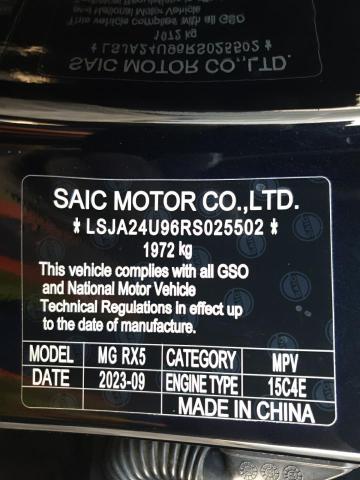 SAIC MOTOR CO.,LTD.
* LSJA24U96RS025502 *
1972 kg
This vehicle complies with all GSO
and National Motor Vehicle
Technical Regulations in effect up
to the date of manufacture.
MODEL MG RX5 CATEGORY MPV
DATE 2023-09 ENGINE TYPE 15C4E
MADE IN CHINA